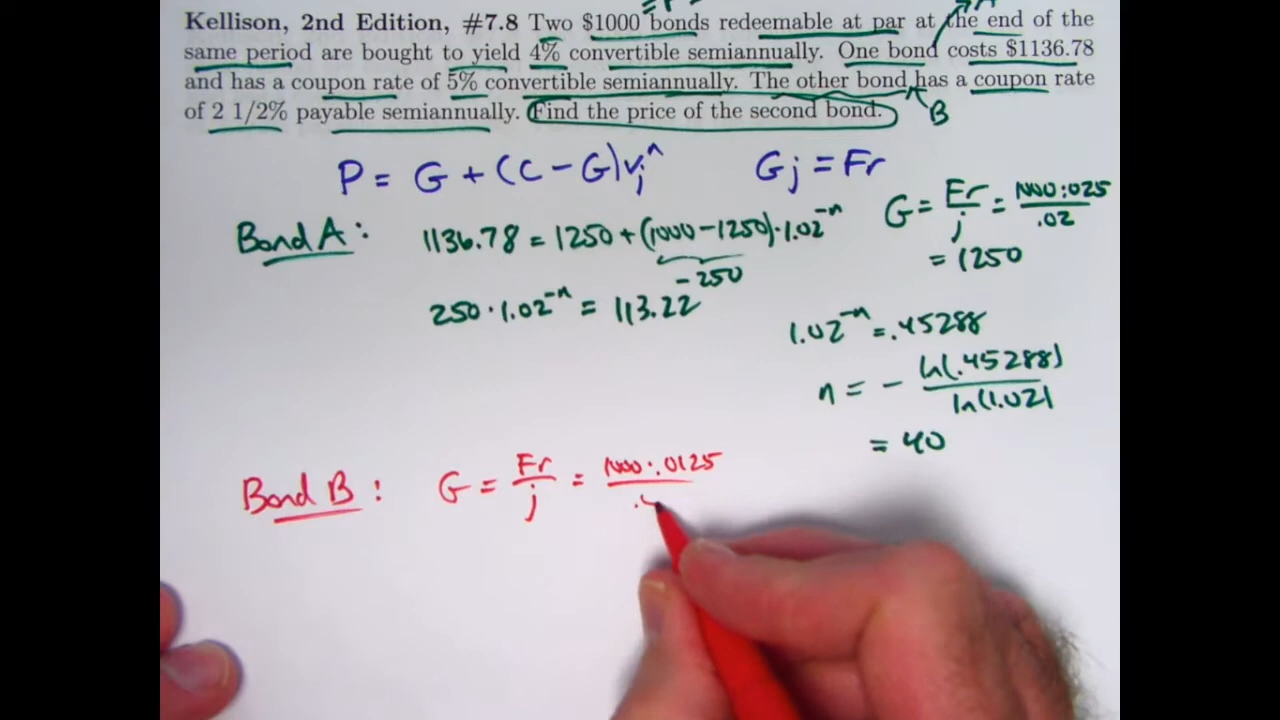 Kellison, 2nd Edition, #7.8 Two $1000 bonds redeemable at par at the end of the
same period are bought to yield 4% convertible semiannually. One bond costs $1136.78
and has a coupon rate of 5% convertible semiannually. The other bond has a coupon rate
of 2 1/2% payable semiannually. Find the price of the second bond.
B
P = G + (C - G)v_j^n    Gj = Fr
G = Fr/j = 1000·.025/.02
= 1250
Bond A: 1136.78 = 1250 + (1000 - 1250)·1.02^-n
-250
250·1.02^-n = 113.22
1.02^-n = .45288
n = - ln(.45288)/ln(1.02)
= 40
Bond B: G = Fr/j = 1000·.0125/.